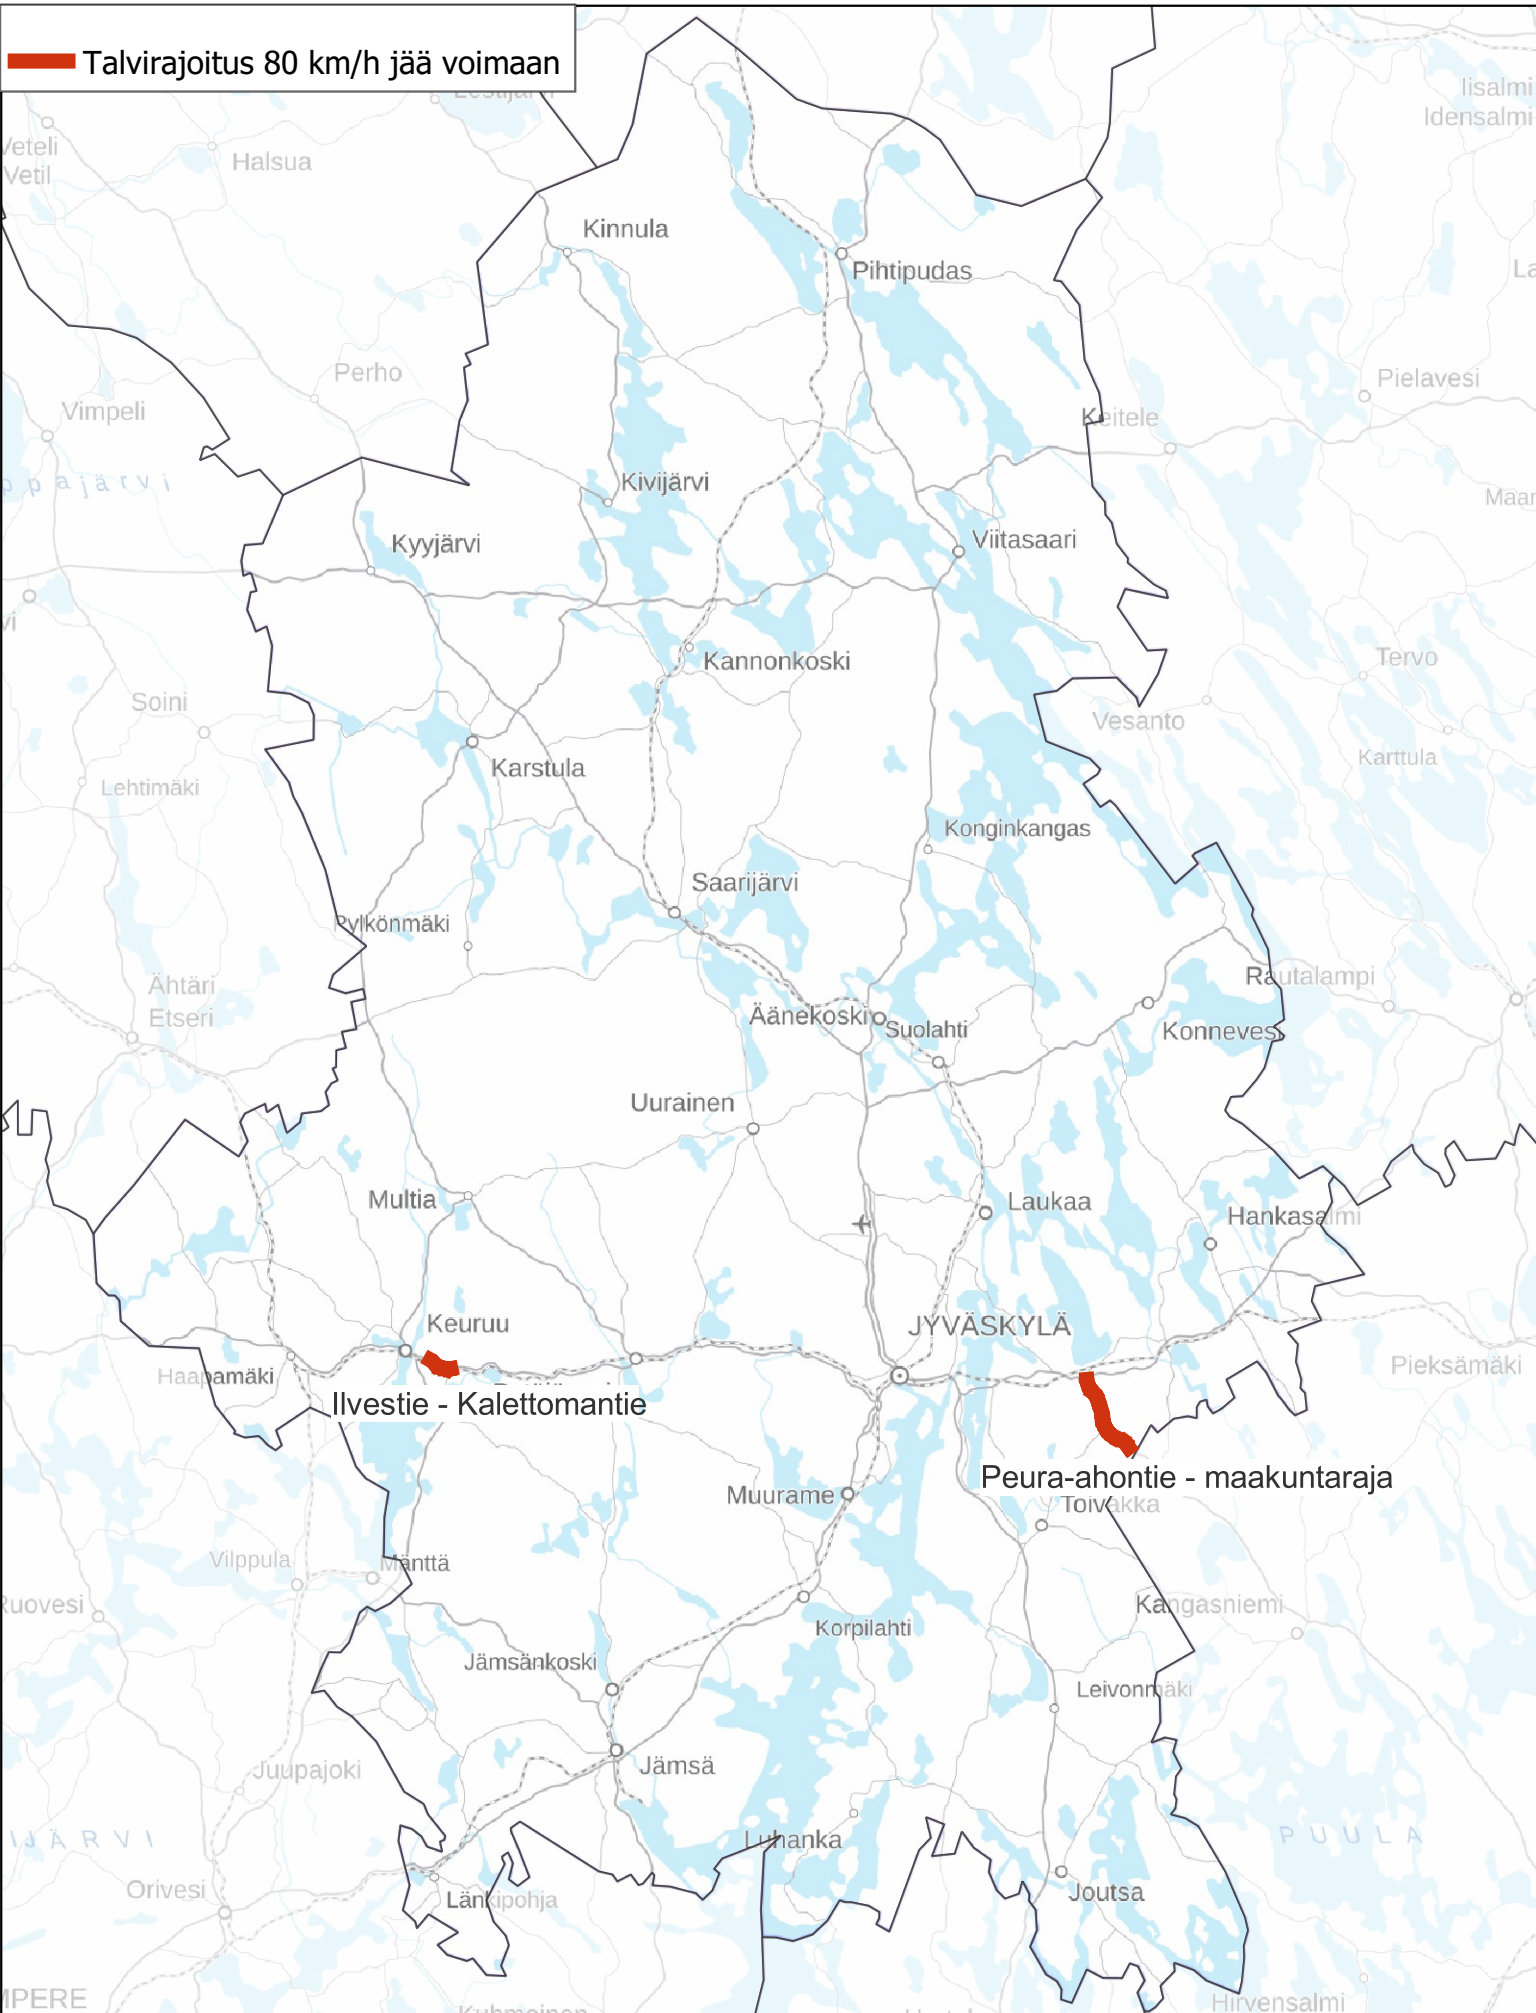 Talvirajoitus 80 km/h jää voimaan
Iisalmi
Idensalmi
Veteli
Vetil
Halsua
Kinnula
Pihtipudas
Perho
Vimpeli
Pielavesi
Keitele
Kivijärvi
Kyyjärvi
Viitasaari
Kannonkoski
Tervo
Soini
Vesanto
Karttula
Karstula
Lehtimäki
Konginkangas
Saarijärvi
Pylkönmäki
Ähtäri
Etseri
Rautalampi
Äänekoski
Suolahti
Konnevesi
Uurainen
Multia
Laukaa
Hankasalmi
Keuruu
JYVÄSKYLÄ
Haapamäki
Pieksämäki
Ilvestie - Kalettomantie
Peura-ahontie - maakuntaraja
Muurame
Toivakka
Vilppula
Mänttä
Ruovesi
Kangasniemi
Korpilahti
Jämsänkoski
Leivonmäki
Jämsä
Juupajoki
PUULA
Luhanka
IJÄRVI
Orivesi
Joutsa
Länkipohja
MPERE
Hirvensalmi